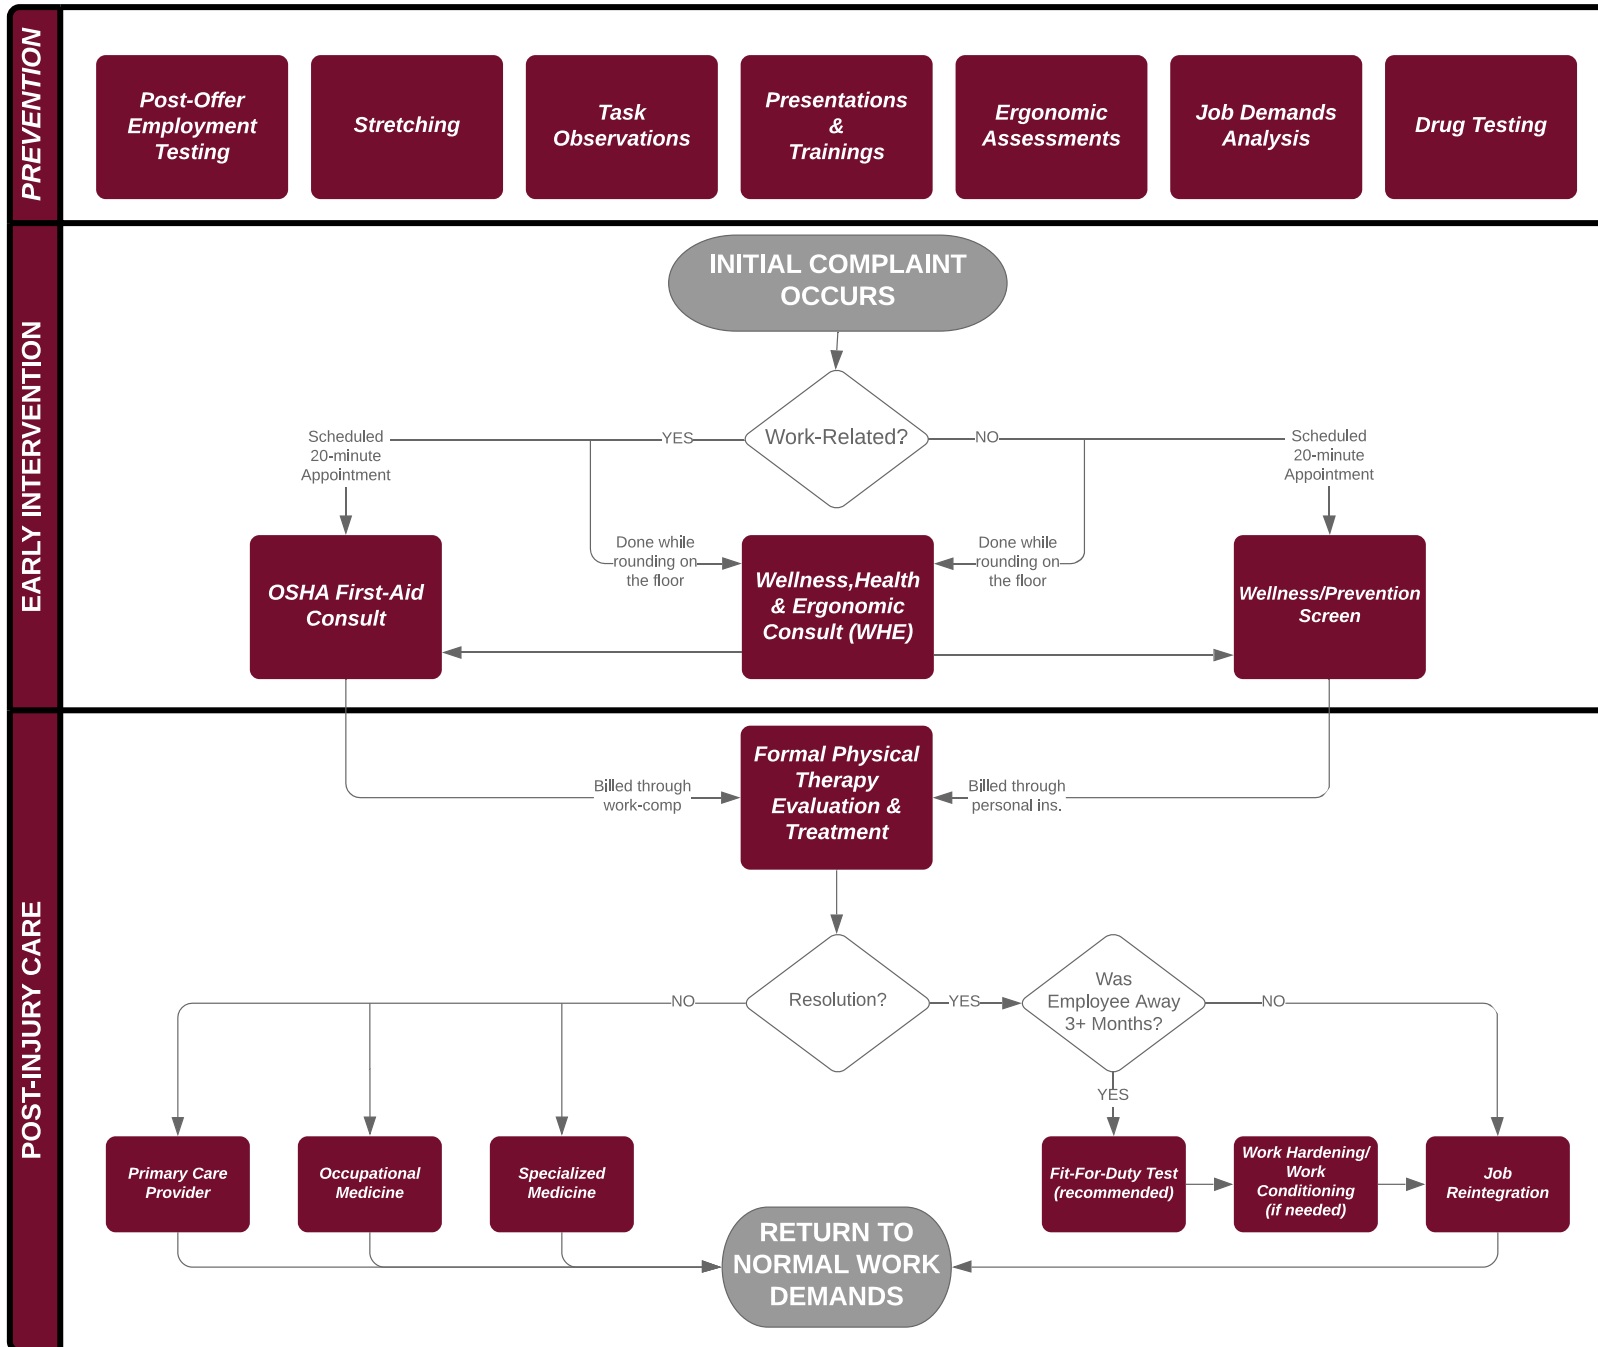 PREVENTION
Post-Offer
Employment
Testing
Stretching
Task
Observations
Presentations
&
Trainings
Ergonomic
Assessments
Job Demands
Analysis
Drug Testing
EARLY INTERVENTION
INITIAL COMPLAINT
OCCURS
Work-Related?
YES
NO
Scheduled
20-minute
Appointment
Scheduled
20-minute
Appointment
Done while
rounding on
the floor
Done while
rounding on
the floor
OSHA First-Aid
Consult
Wellness,Health
& Ergonomic
Consult (WHE)
Wellness/Prevention
Screen
POST-INJURY CARE
Formal Physical
Therapy
Evaluation &
Treatment
Billed through
work-comp
Billed through
personal ins.
Resolution?
NO
YES
Was
Employee Away
3+ Months?
NO
YES
Primary Care
Provider
Occupational
Medicine
Specialized
Medicine
Fit-For-Duty Test
(recommended)
Work Hardening/
Work
Conditioning
(if needed)
Job
Reintegration
RETURN TO
NORMAL WORK
DEMANDS